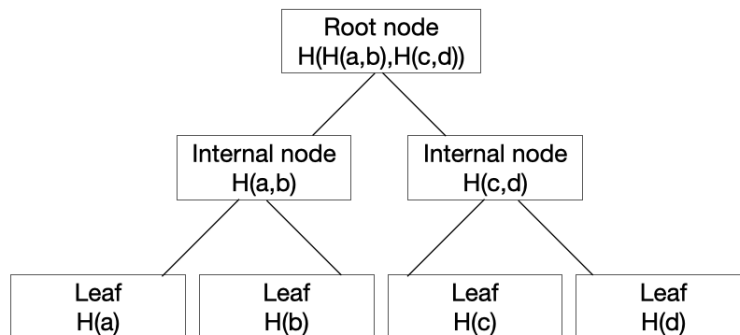 Root node
H(H(a,b),H(c,d))
Internal node
H(a,b)
Internal node
H(c,d)
Leaf
H(a)
Leaf
H(b)
Leaf
H(c)
Leaf
H(d)